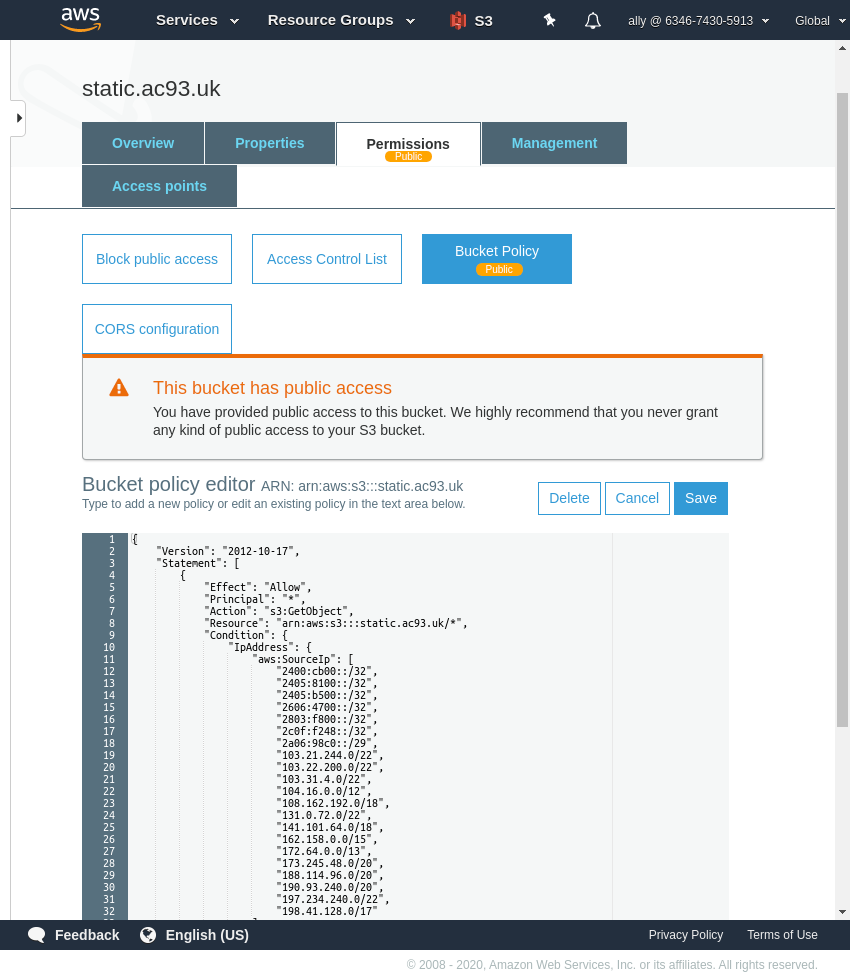 aws Services Resource Groups S3 ally @ 6346-7430-5913 Global
static.ac93.uk
Overview Properties Permissions Management
Public
Access points
Block public access Access Control List Bucket Policy
Public
CORS configuration
This bucket has public access
You have provided public access to this bucket. We highly recommend that you never grant
any kind of public access to your S3 bucket.
Bucket policy editor ARN: arn:aws:s3:::static.ac93.uk
Type to add a new policy or edit an existing policy in the text area below.
Delete Cancel Save
1 {
2 "Version": "2012-10-17",
3 "Statement": [
4 {
5 "Effect": "Allow",
6 "Principal": "*",
7 "Action": "s3:GetObject",
8 "Resource": "arn:aws:s3:::static.ac93.uk/*",
9 "Condition": {
10 "IpAddress": {
11 "aws:SourceIp": [
12 "2400:cb00::/32",
13 "2405:8100::/32",
14 "2405:b500::/32",
15 "2606:4700::/32",
16 "2803:f800::/32",
17 "2c0f:f248::/32",
18 "2a06:98c0::/29",
19 "103.21.244.0/22",
20 "103.22.200.0/22",
21 "103.31.4.0/22",
22 "104.16.0.0/12",
23 "108.162.192.0/18",
24 "131.0.72.0/22",
25 "141.101.64.0/18",
26 "162.158.0.0/15",
27 "172.64.0.0/13",
28 "173.245.48.0/20",
29 "188.114.96.0/20",
30 "190.93.240.0/20",
31 "197.234.240.0/22",
32 "198.41.128.0/17"
Feedback English (US) Privacy Policy Terms of Use
© 2008 - 2020, Amazon Web Services, Inc. or its affiliates. All rights reserved.